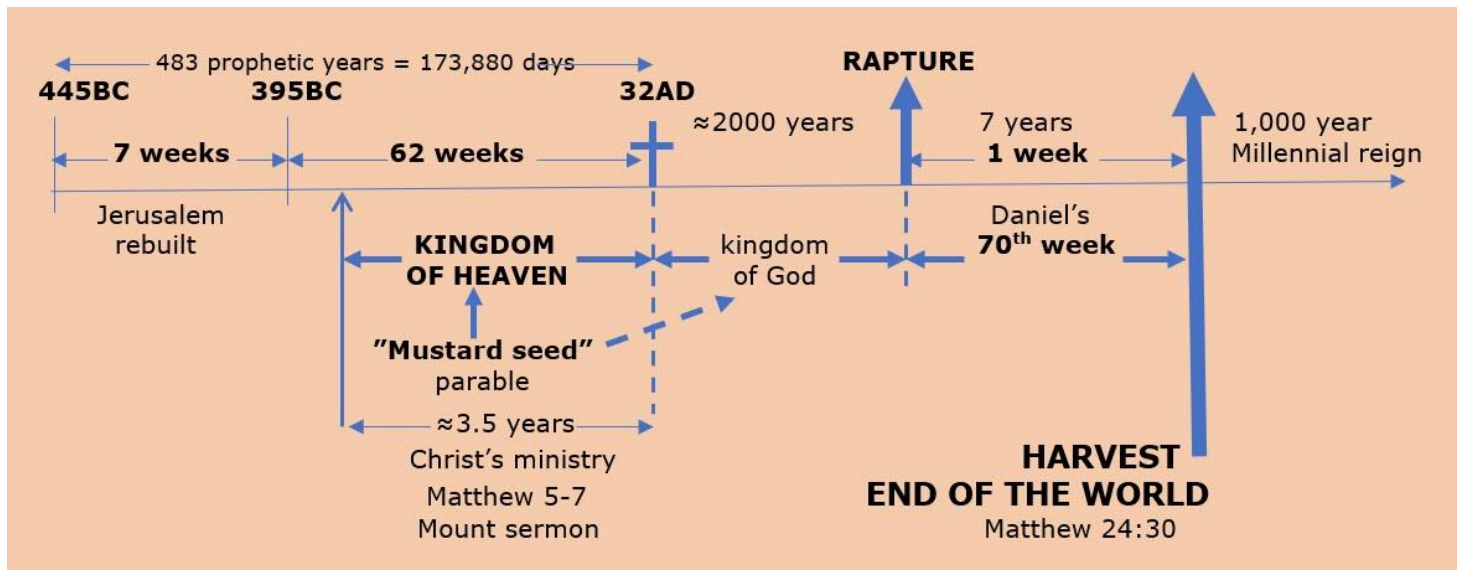 483 prophetic years = 173,880 days
445BC
395BC
32AD
≈2000 years
RAPTURE
7 weeks
62 weeks
7 years
1 week
1,000 year
Millennial reign
Jerusalem
rebuilt
KINGDOM
OF HEAVEN
kingdom
of God
Daniel’s
70th week
”Mustard seed”
parable
≈3.5 years
Christ’s ministry
Matthew 5-7
Mount sermon
HARVEST
END OF THE WORLD
Matthew 24:30